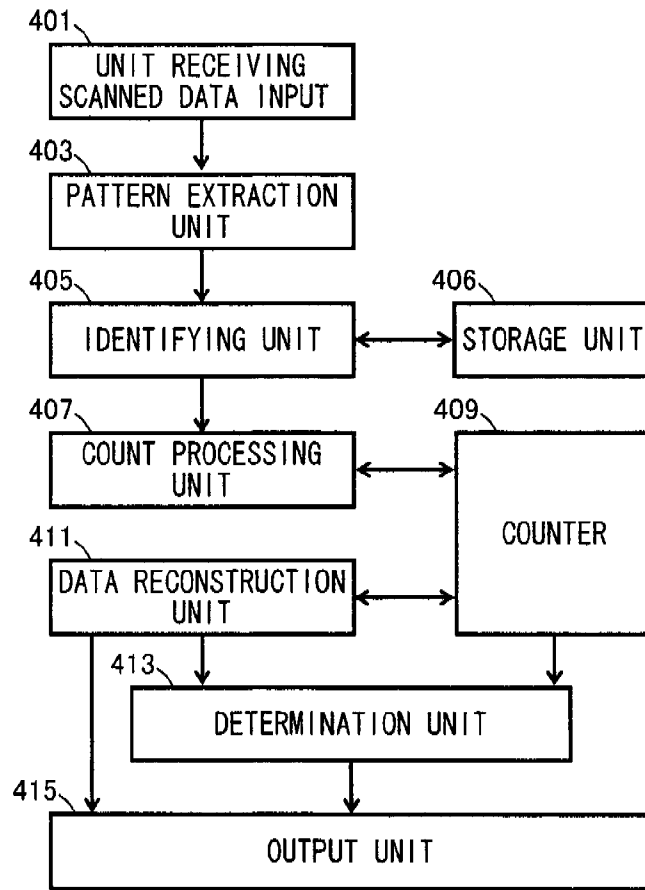 401
UNIT RECEIVING
SCANNED DATA INPUT
403
PATTERN EXTRACTION
UNIT
405
IDENTIFYING UNIT
406
STORAGE UNIT
407
COUNT PROCESSING
UNIT
409
COUNTER
411
DATA RECONSTRUCTION
UNIT
413
DETERMINATION UNIT
415
OUTPUT UNIT